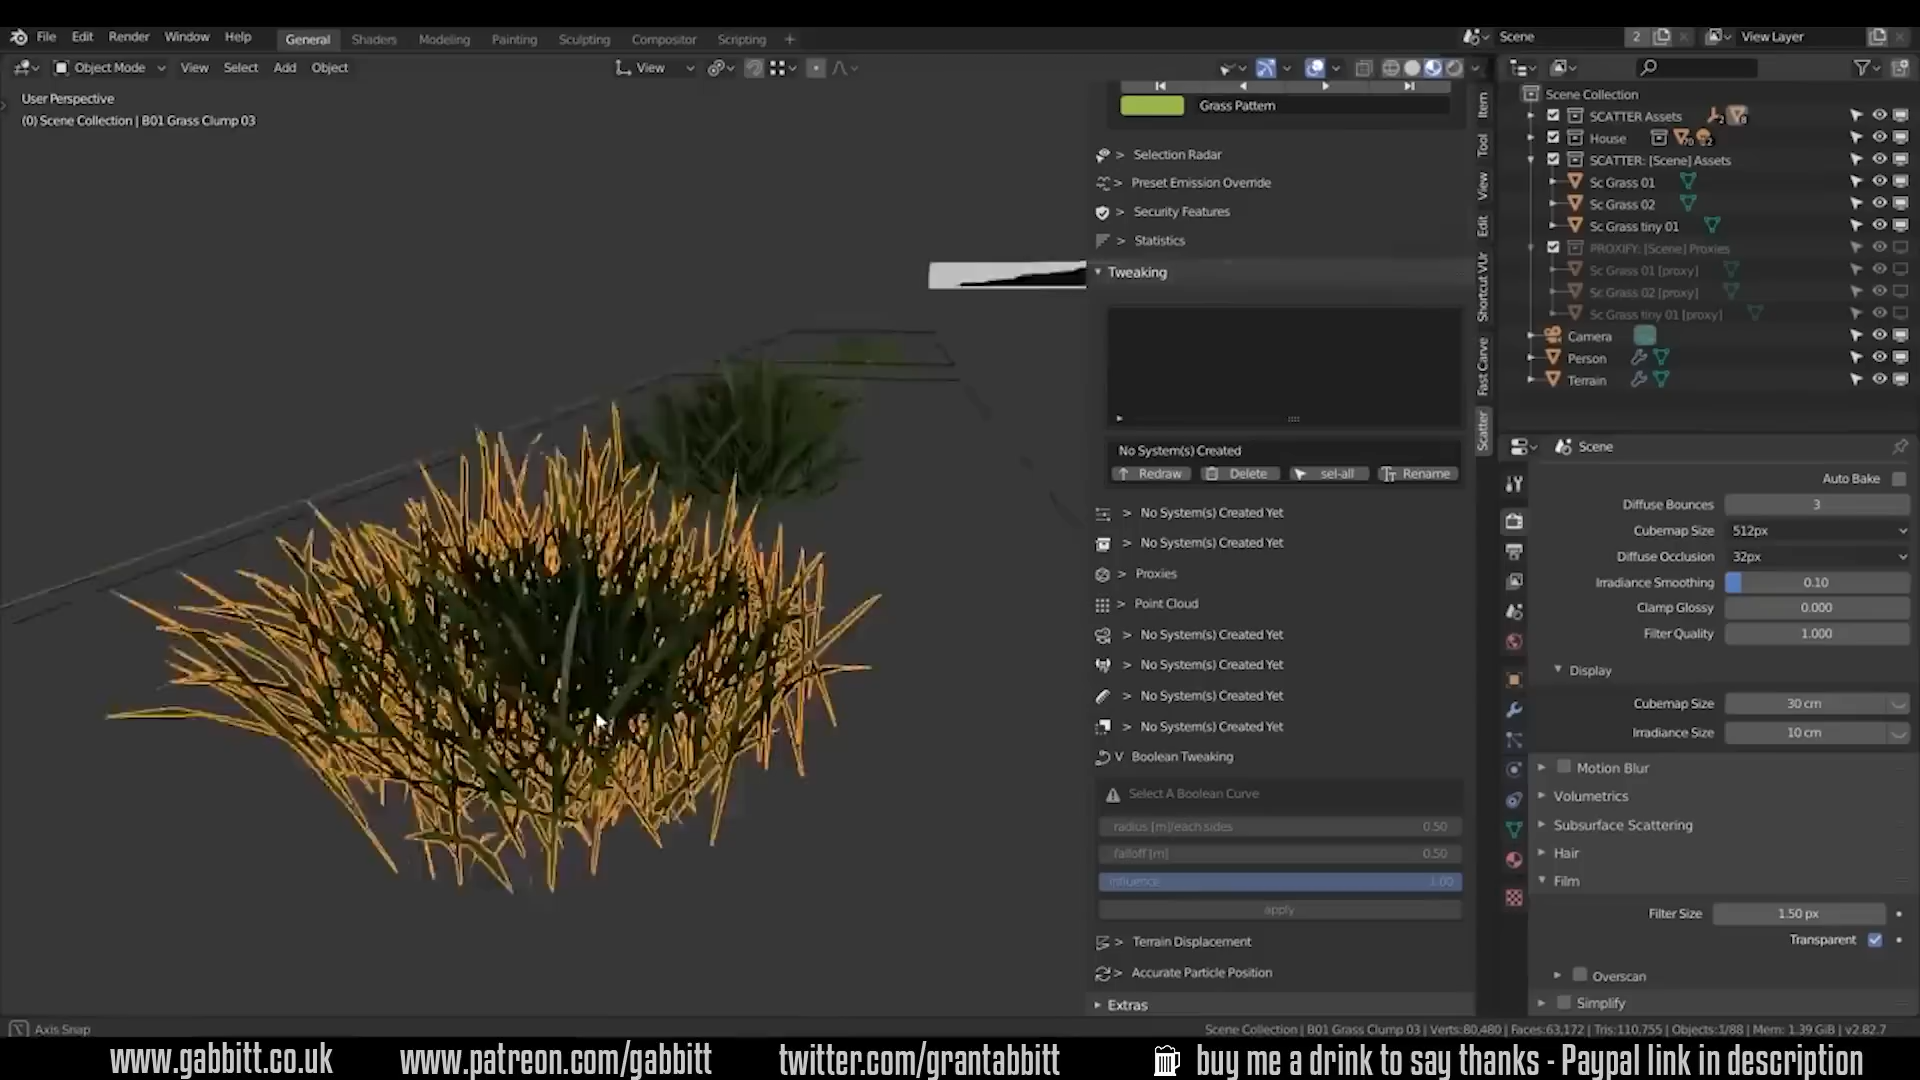 File Edit Render Window Help General Shaders Modeling Painting Sculpting Compositor Scripting + Scene 2 View Layer
Object Mode View Select Add Object View
User Perspective
(0) Scene Collection | B01 Grass Clump 03
Grass Pattern
> Selection Radar
> Preset Emission Override
> Security Features
> Statistics
Tweaking
No System(s) Created
Redraw Delete sel-all Rename
> No System(s) Created Yet
> No System(s) Created Yet
> Proxies
> Point Cloud
> No System(s) Created Yet
> No System(s) Created Yet
> No System(s) Created Yet
> No System(s) Created Yet
V Boolean Tweaking
Select A Boolean Curve
radius [m]/each sides 0.50
falloff [m] 0.50
influence 1.00
apply
> Terrain Displacement
> Accurate Particle Position
Extras
Item
Tool
View
Edit
Shortcut VUr
Fast Carve
Scatter
Scene Collection
SCATTER Assets 2 8
House 70 2
SCATTER: [Scene] Assets
Sc Grass 01
Sc Grass 02
Sc Grass tiny 01
PROXIFY: [Scene] Proxies
Sc Grass 01 [proxy]
Sc Grass 02 [proxy]
Sc Grass tiny 01 [proxy]
Camera
Person
Terrain
Scene
Auto Bake
Diffuse Bounces 3
Cubemap Size 512px
Diffuse Occlusion 32px
Irradiance Smoothing 0.10
Clamp Glossy 0.000
Filter Quality 1.000
Display
Cubemap Size 30 cm
Irradiance Size 10 cm
Motion Blur
Volumetrics
Subsurface Scattering
Hair
Film
Filter Size 1.50 px
Transparent
Overscan
Simplify
Axis Snap
Scene Collection | B01 Grass Clump 03 | Verts:80,480 | Faces:63,172 | Tris:110,755 | Objects:1/88 | Mem: 1.39 GiB | v2.82.7
www.gabbitt.co.uk www.patreon.com/gabbitt twitter.com/grantabbitt buy me a drink to say thanks - Paypal link in description